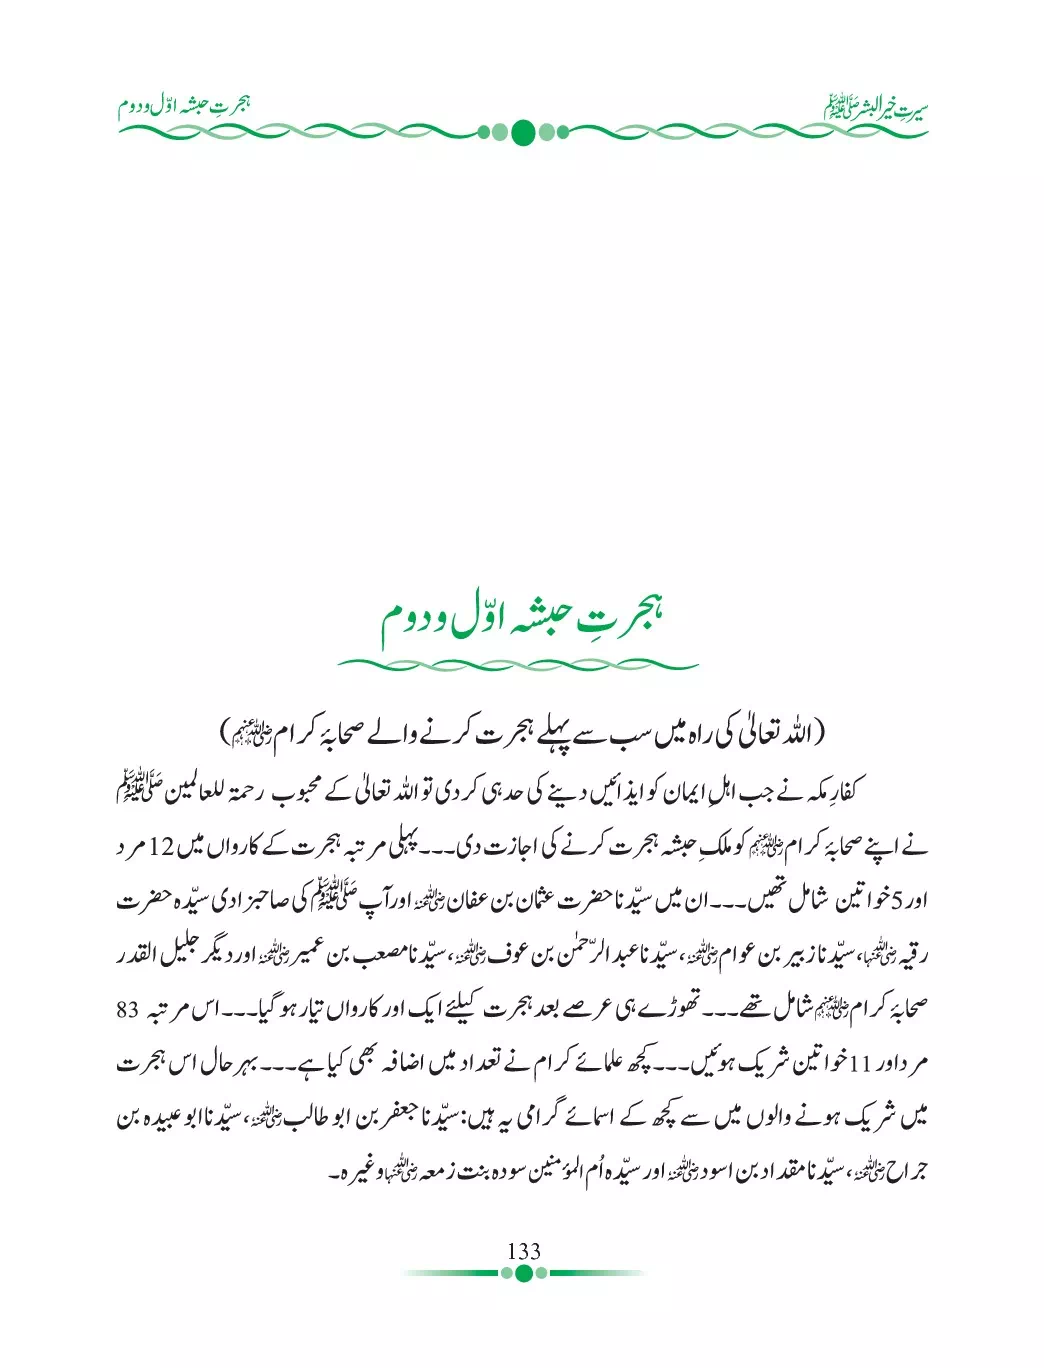 سیرتِ خیر البشر ﷺ
ہجرتِ حبشہ اوّل و دوم
ہجرتِ حبشہ اوّل و دوم
(اللہ تعالیٰ کی راہ میں سب سے پہلے ہجرت کرنے والے صحابۂ کرام رضی اللہ عنہم)
کفارِ مکہ نے جب اہلِ ایمان کو ایذائیں دینے کی حد ہی کر دی تو اللہ تعالیٰ کے محبوب رحمۃ للعالمین ﷺ
نے اپنے صحابۂ کرام رضی اللہ عنہم کو ملکِ حبشہ ہجرت کرنے کی اجازت دی۔۔۔ پہلی مرتبہ ہجرت کے کارواں میں 12 مرد
اور 5 خواتین شامل تھیں۔۔۔ ان میں سیّدنا حضرت عثمان بن عفان رضی اللہ عنہ اور آپ ﷺ کی صاحبزادی سیّدہ حضرت
رقیہ رضی اللہ عنہا، سیّدنا زبیر بن عوام رضی اللہ عنہ، سیّدنا عبد الرّحمٰن بن عوف رضی اللہ عنہ، سیّدنا مصعب بن عمیر رضی اللہ عنہ اور دیگر جلیل القدر
صحابۂ کرام رضی اللہ عنہم شامل تھے۔۔۔ تھوڑے ہی عرصے بعد ہجرت کیلئے ایک اور کارواں تیار ہو گیا۔۔۔ اس مرتبہ 83
مرد اور 11 خواتین شریک ہوئیں۔۔۔ کچھ علمائے کرام نے تعداد میں اضافہ بھی کیا ہے۔۔۔ بہرحال اس ہجرت
میں شریک ہونے والوں میں سے کچھ کے اسمائے گرامی یہ ہیں: سیّدنا جعفر بن ابو طالب رضی اللہ عنہ، سیّدنا ابو عبیدہ بن
جراح رضی اللہ عنہ، سیّدنا مقداد بن اسود رضی اللہ عنہ اور سیّدہ اُم المؤمنین سودہ بنت زمعہ رضی اللہ عنہا وغیرہ۔
133